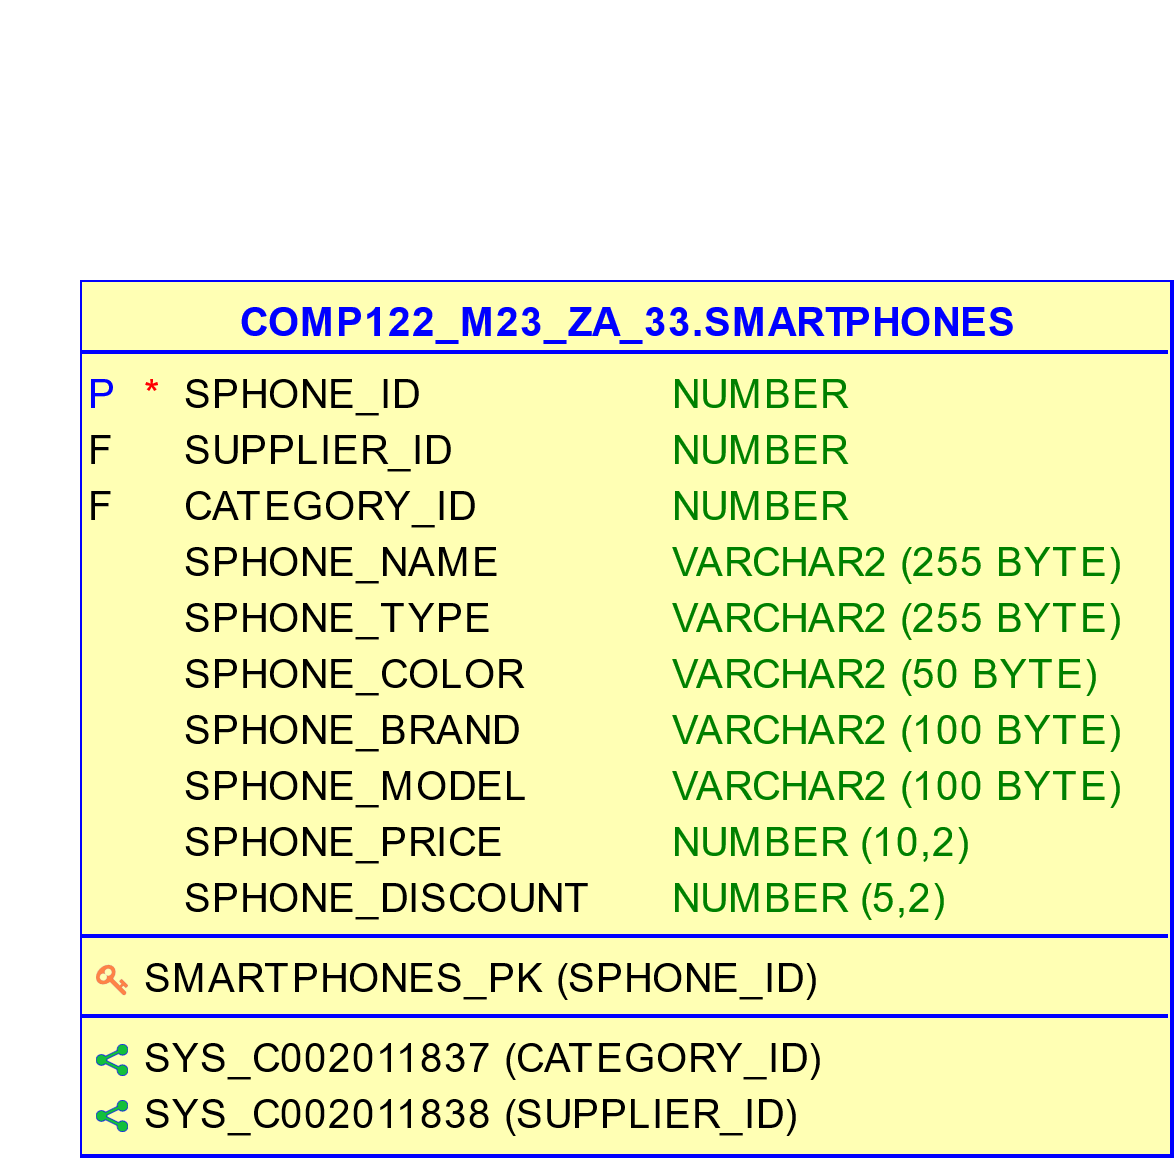 COMP122_M23_ZA_33.SMARTPHONES
P * SPHONE_ID NUMBER
F SUPPLIER_ID NUMBER
F CATEGORY_ID NUMBER
SPHONE_NAME VARCHAR2 (255 BYTE)
SPHONE_TYPE VARCHAR2 (255 BYTE)
SPHONE_COLOR VARCHAR2 (50 BYTE)
SPHONE_BRAND VARCHAR2 (100 BYTE)
SPHONE_MODEL VARCHAR2 (100 BYTE)
SPHONE_PRICE NUMBER (10,2)
SPHONE_DISCOUNT NUMBER (5,2)
SMARTPHONES_PK (SPHONE_ID)
SYS_C002011837 (CATEGORY_ID)
SYS_C002011838 (SUPPLIER_ID)